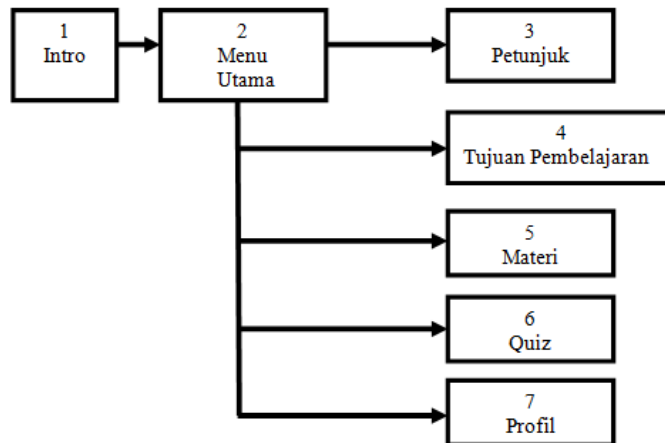 1
Intro
2
Menu
Utama
3
Petunjuk
4
Tujuan Pembelajaran
5
Materi
6
Quiz
7
Profil